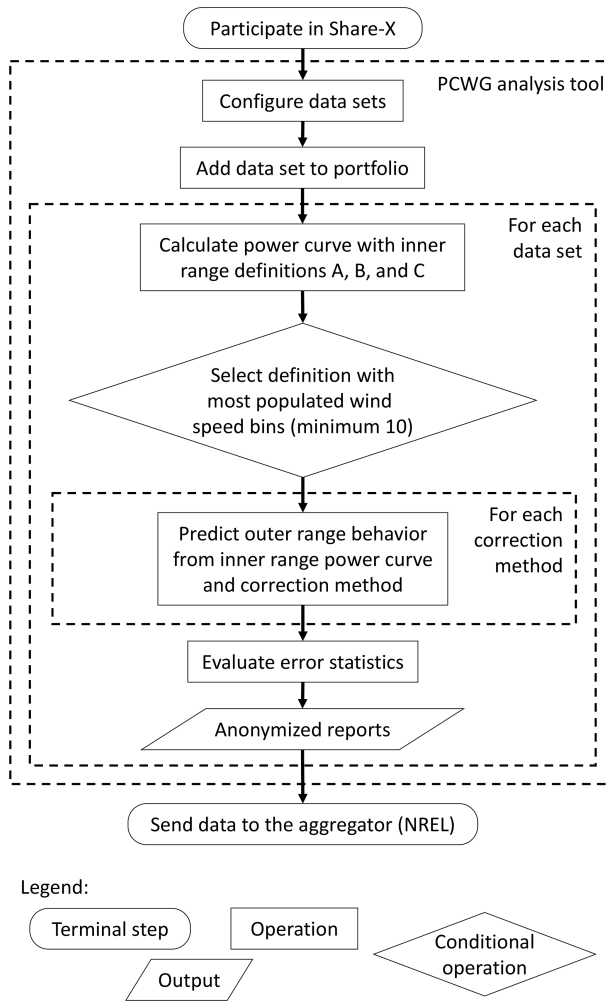 Participate in Share-X
PCWG analysis tool
Configure data sets
Add data set to portfolio
For each
data set
Calculate power curve with inner
range definitions A, B, and C
Select definition with
most populated wind
speed bins (minimum 10)
For each
correction
method
Predict outer range behavior
from inner range power curve
and correction method
Evaluate error statistics
Anonymized reports
Send data to the aggregator (NREL)
Legend:
Terminal step
Operation
Conditional
operation
Output